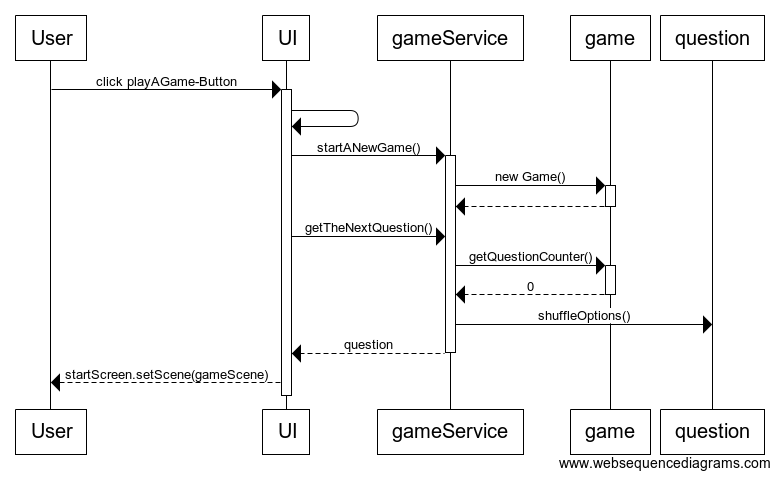 User UI gameService game question
click playAGame-Button
startANewGame()
new Game()
getTheNextQuestion()
getQuestionCounter()
0
shuffleOptions()
question
startScreen.setScene(gameScene)
User UI gameService game question
www.websequencediagrams.com